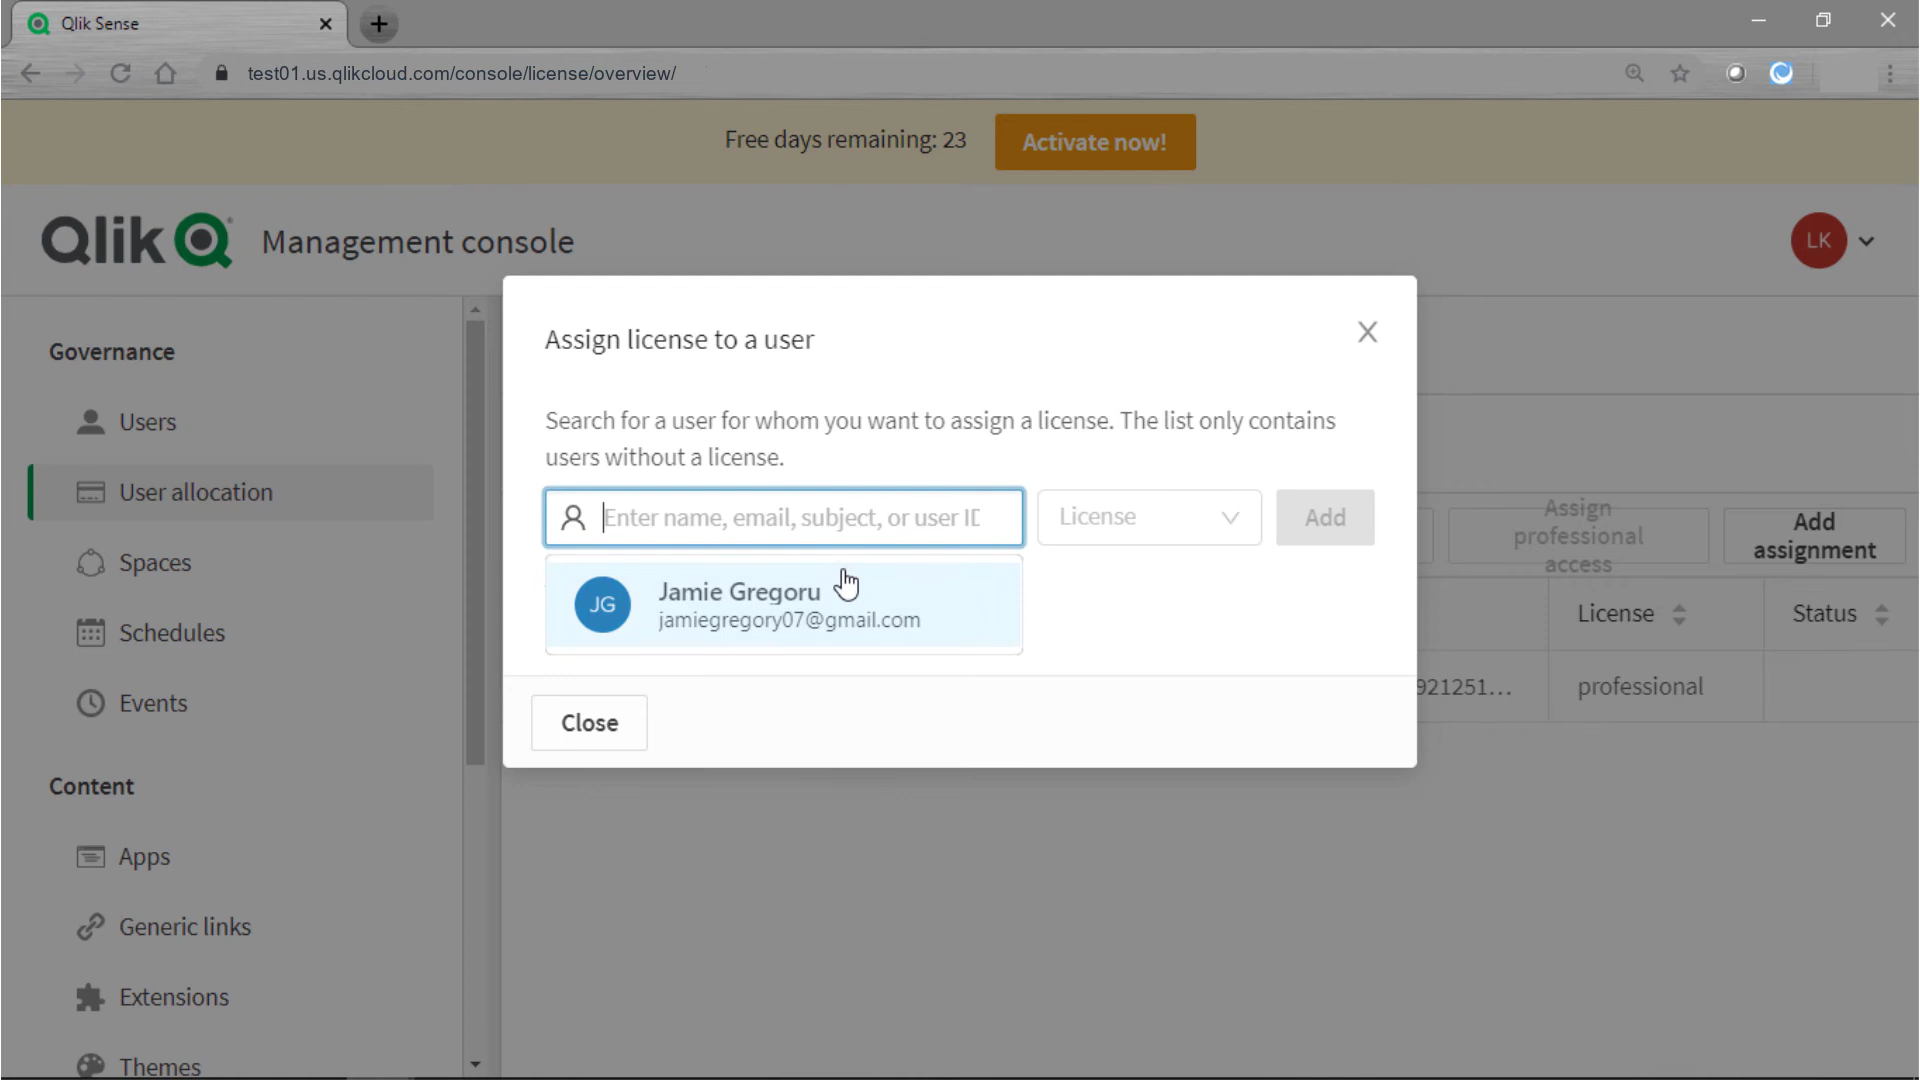 Qlik Sense
test01.us.qlikcloud.com/console/license/overview/
Free days remaining: 23
Activate now!
Qlik
Management console
LK
Governance
Users
User allocation
Spaces
Schedules
Events
Content
Apps
Generic links
Extensions
Themes
Assign license to a user
Search for a user for whom you want to assign a license. The list only contains
users without a license.
Enter name, email, subject, or user ID
License
Add
JG
Jamie Gregoru
jamiegregory07@gmail.com
Close
Assign
professional
access
Add
assignment
License
Status
921251...
professional